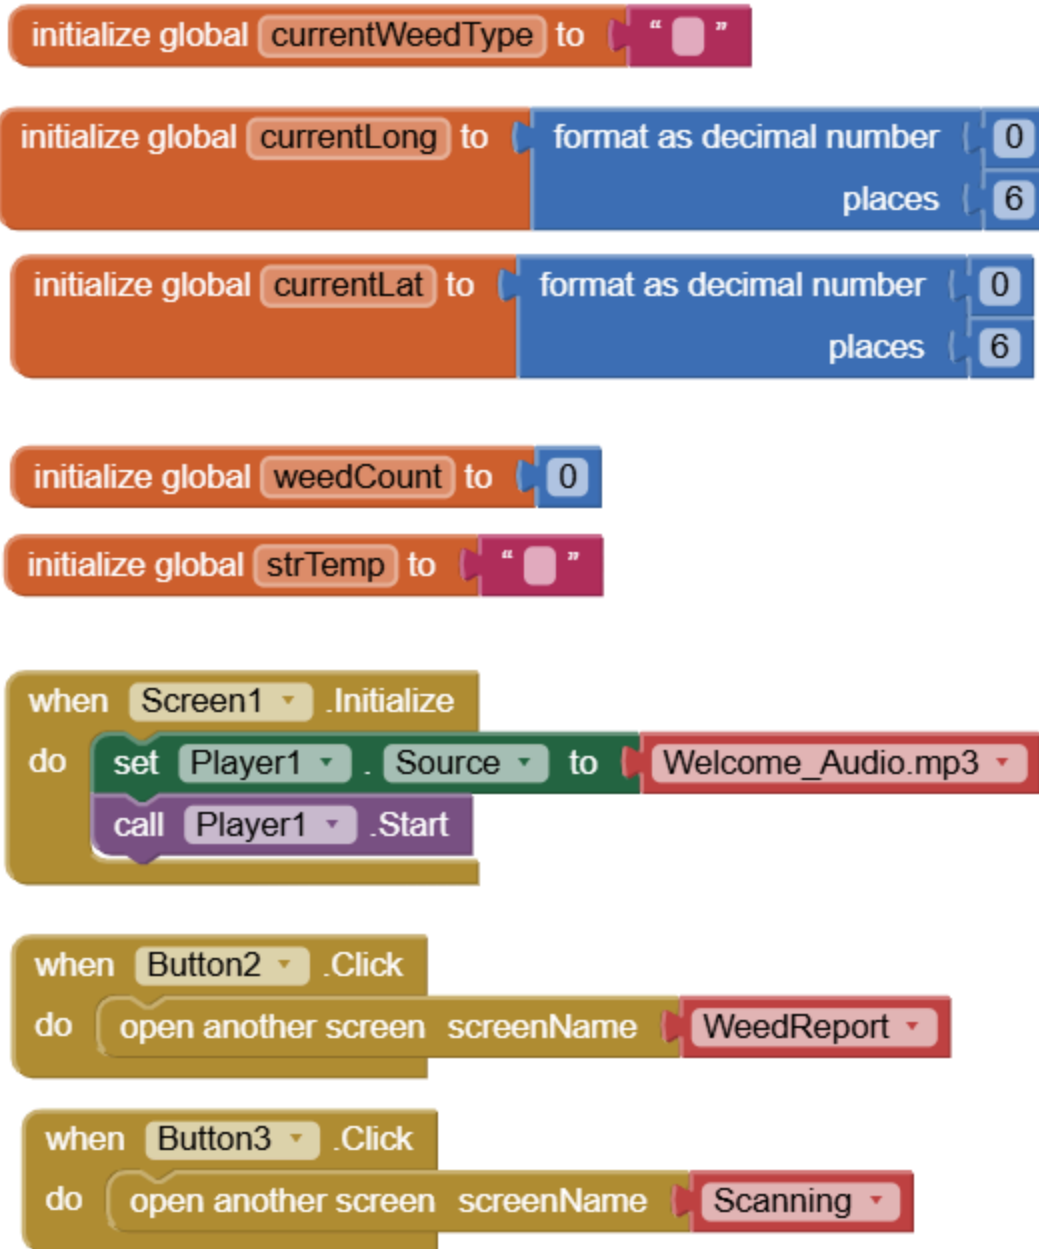 initialize global currentWeedType to “ ”
initialize global currentLong to format as decimal number 0
places 6
initialize global currentLat to format as decimal number 0
places 6
initialize global weedCount to 0
initialize global strTemp to “ ”
when Screen1 .Initialize
do set Player1 . Source to Welcome_Audio.mp3
call Player1 .Start
when Button2 .Click
do open another screen screenName WeedReport
when Button3 .Click
do open another screen screenName Scanning